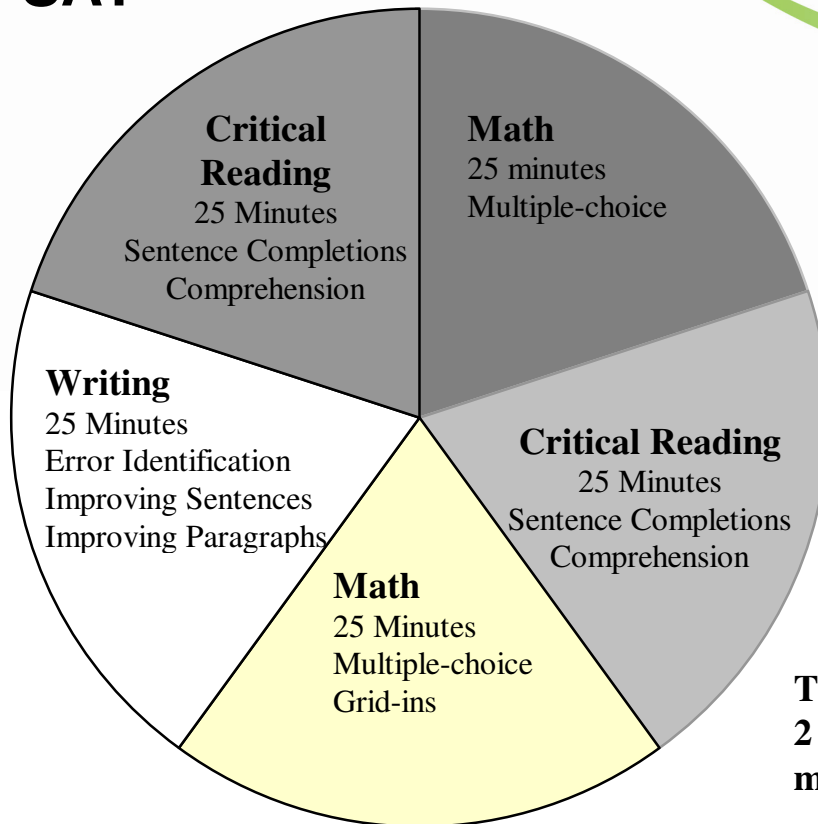 Critical
Reading
25 Minutes
Sentence Completions
Comprehension
Math
25 minutes
Multiple-choice
Writing
25 Minutes
Error Identification
Improving Sentences
Improving Paragraphs
Critical Reading
25 Minutes
Sentence Completions
Comprehension
Math
25 Minutes
Multiple-choice
Grid-ins
2